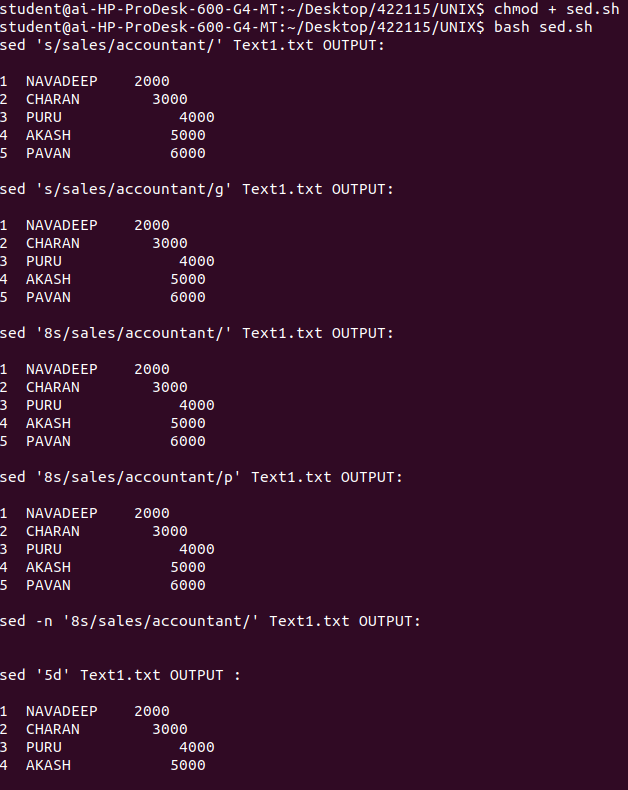 student@ai-HP-ProDesk-600-G4-MT:~/Desktop/422115/UNIX$ chmod + sed.sh
student@ai-HP-ProDesk-600-G4-MT:~/Desktop/422115/UNIX$ bash sed.sh
sed 's/sales/accountant/' Text1.txt OUTPUT:

1  NAVADEEP    2000
2  CHARAN        3000
3  PURU             4000
4  AKASH           5000
5  PAVAN           6000

sed 's/sales/accountant/g' Text1.txt OUTPUT:

1  NAVADEEP    2000
2  CHARAN        3000
3  PURU             4000
4  AKASH           5000
5  PAVAN           6000

sed '8s/sales/accountant/' Text1.txt OUTPUT:

1  NAVADEEP    2000
2  CHARAN        3000
3  PURU             4000
4  AKASH           5000
5  PAVAN           6000

sed '8s/sales/accountant/p' Text1.txt OUTPUT:

1  NAVADEEP    2000
2  CHARAN        3000
3  PURU             4000
4  AKASH           5000
5  PAVAN           6000

sed -n '8s/sales/accountant/' Text1.txt OUTPUT:


sed '5d' Text1.txt OUTPUT :

1  NAVADEEP    2000
2  CHARAN        3000
3  PURU             4000
4  AKASH           5000